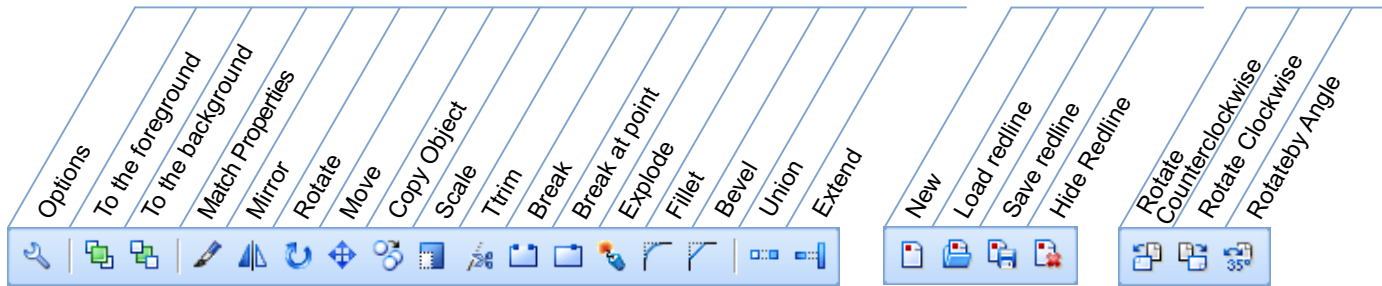 Options
To the foreground
To the background
Match Properties
Mirror
Rotate
Move
Copy Object
Scale
Ttrim
Break
Break at point
Explode
Fillet
Bevel
Union
Extend
New
Load redline
Save redline
Hide Redline
Rotate
Counterclockwise
Rotate Clockwise
Rotateby Angle
35°